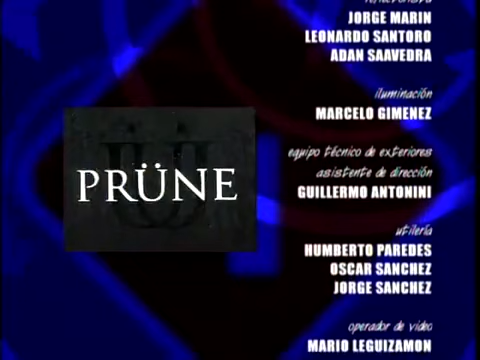 PRÜNE
JORGE MARIN
LEONARDO SANTORO
ADAN SAAVEDRA
iluminación
MARCELO GIMENEZ
equipo técnico de exteriores
asistente de dirección
GUILLERMO ANTONINI
utilería
HUMBERTO PAREDES
OSCAR SANCHEZ
JORGE SANCHEZ
operador de video
MARIO LEGUIZAMON